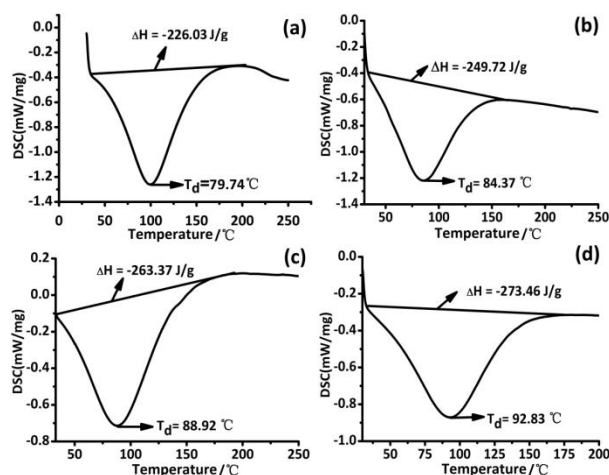 (a)
ΔH = -226.03 J/g
DSC(mW/mg)
0.0
-0.2
-0.4
-0.6
-0.8
-1.0
-1.2
-1.4
Td=79.74℃
0 50 100 150 200 250
Temperature/℃
(b)
ΔH = -249.72 J/g
DSC(mW/mg)
0.0
-0.2
-0.4
-0.6
-0.8
-1.0
-1.2
-1.4
Td= 84.37℃
50 100 150 200 250
Temperature/℃
(c)
ΔH = -263.37 J/g
DSC(mW/mg)
0.2
0.0
-0.2
-0.4
-0.6
0.8
Td= 88.92 ℃
50 100 150 200 250
Temperature/℃
(d)
ΔH = -273.46 J/g
DSC(mW/mg)
0.0
-0.2
-0.4
-0.6
-0.8
-1.0
Td= 92.83 ℃
25 50 75 100 125 150 175 200
Temperature/℃